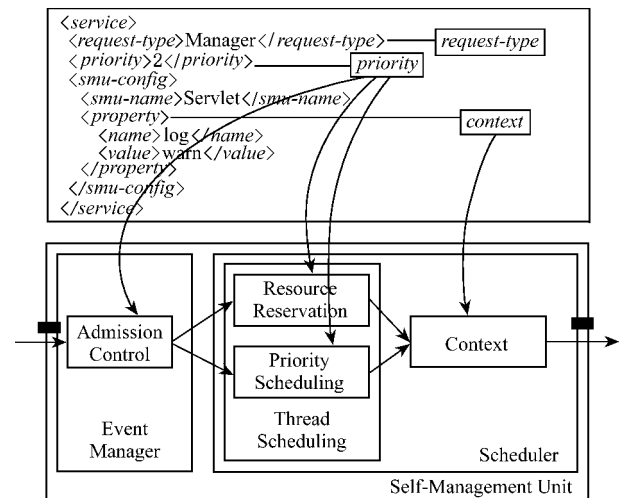 <service>
<request-type>Manager</request-type> request-type
<priority>2</priority> priority
<smu-config>
<smu-name>Servlet</smu-name>
<property> context
<name>log</name>
<value>warn</value>
</property>
</smu-config>
</service>
Resource
Reservation
Admission
Control
Context
Priority
Scheduling
Event
Manager
Thread
Scheduling
Scheduler
Self-Management Unit